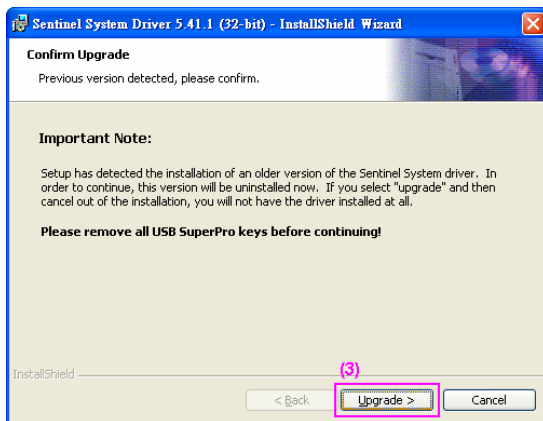 Sentinel System Driver 5.41.1 (32-bit) - InstallShield Wizard
Confirm Upgrade
Previous version detected, please confirm.
Important Note:
Setup has detected the installation of an older version of the Sentinel System driver. In
order to continue, this version will be uninstalled now. If you select "upgrade" and then
cancel out of the installation, you will not have the driver installed at all.
Please remove all USB SuperPro keys before continuing!
(3)
InstallShield
< Back
Upgrade >
Cancel